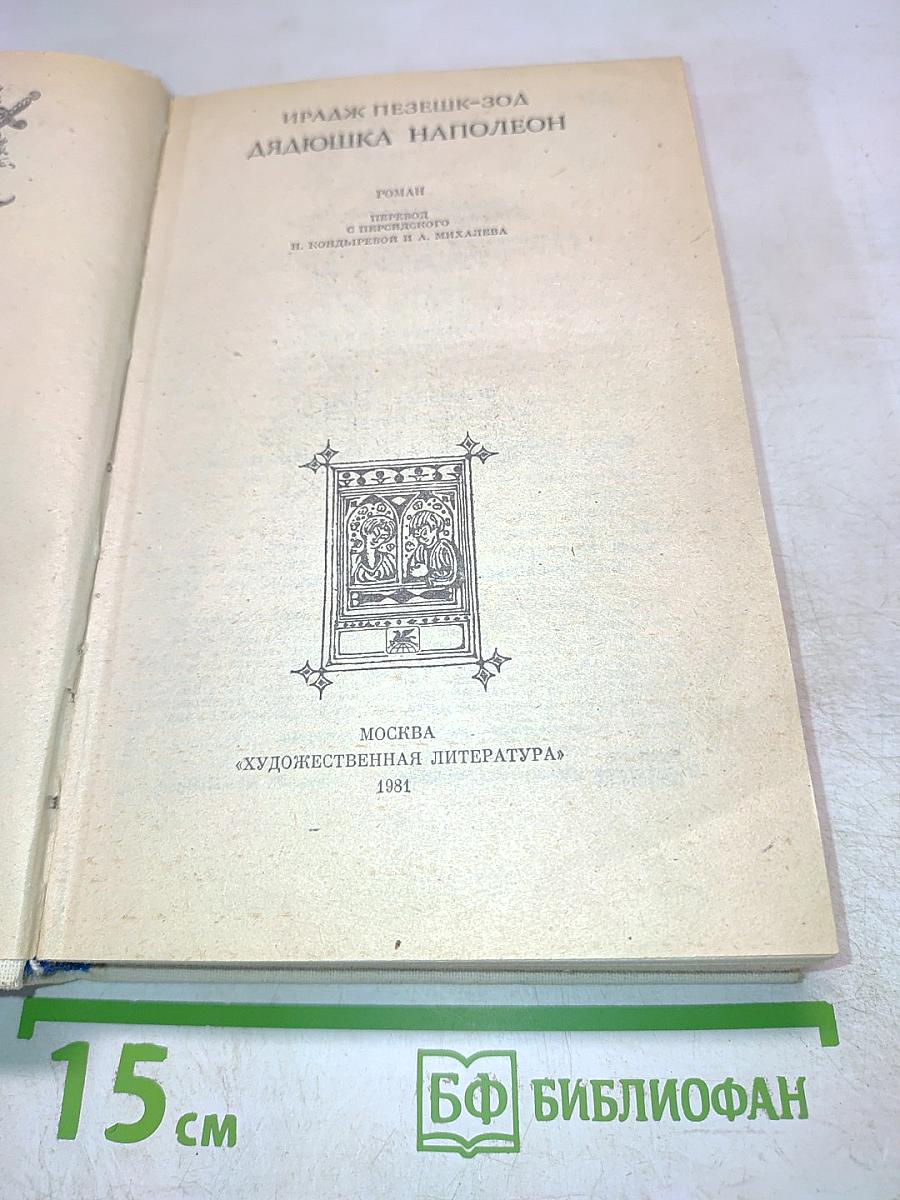 ИРАДЖ ПЕЗЕШК-ЗОД
ДЯДЮШКА НАПОЛЕОН
РОМАН
ПЕРЕВОД
С ПЕРСИДСКОГО
Н. КОНДЫРЕВОЙ И А. МИХАЛЕВА
МОСКВА
«ХУДОЖЕСТВЕННАЯ ЛИТЕРАТУРА»
1981
15 см
БФ БИБЛИОФАН